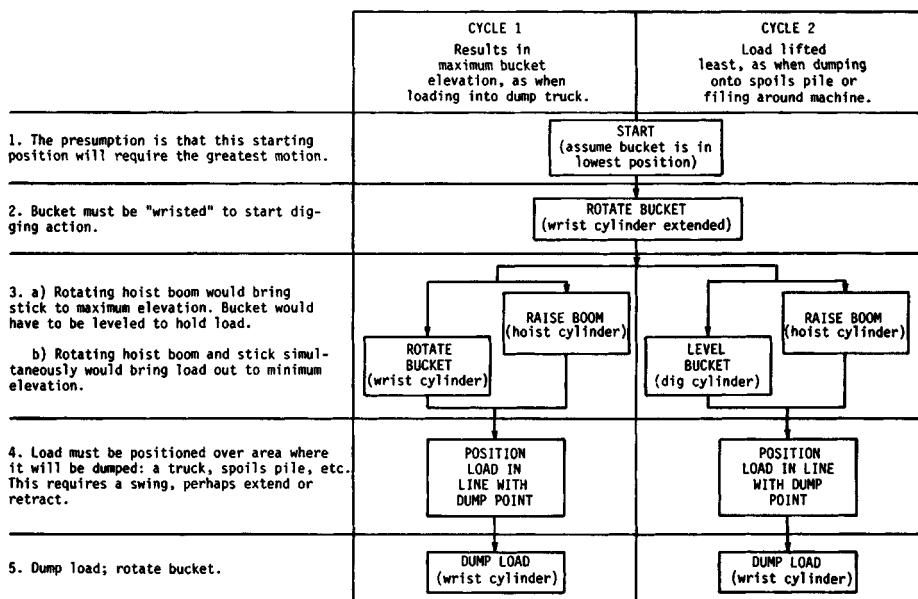 CYCLE 1
Results in
maximum bucket
elevation, as when
loading into dump truck.
CYCLE 2
Load lifted
least, as when dumping
onto spoils pile or
filing around machine.
1. The presumption is that this starting
position will require the greatest motion.
START
(assume bucket is in
lowest position)
2. Bucket must be "wristed" to start dig-
ging action.
ROTATE BUCKET
(wrist cylinder extended)
3. a) Rotating hoist boom would bring
stick to maximum elevation. Bucket would
have to be leveled to hold load.
b) Rotating hoist boom and stick simul-
taneously would bring load out to minimum
elevation.
RAISE BOOM
(hoist cylinder)
ROTATE
BUCKET
(wrist cylinder)
RAISE BOOM
(hoist cylinder)
LEVEL
BUCKET
(dig cylinder)
4. Load must be positioned over area where
it will be dumped: a truck, spoils pile, etc.
This requires a swing, perhaps extend or
retract.
POSITION
LOAD IN
LINE WITH
DUMP POINT
POSITION
LOAD IN LINE
WITH DUMP
POINT
5. Dump load; rotate bucket.
DUMP LOAD
(wrist cylinder)
DUMP LOAD
(wrist cylinder)